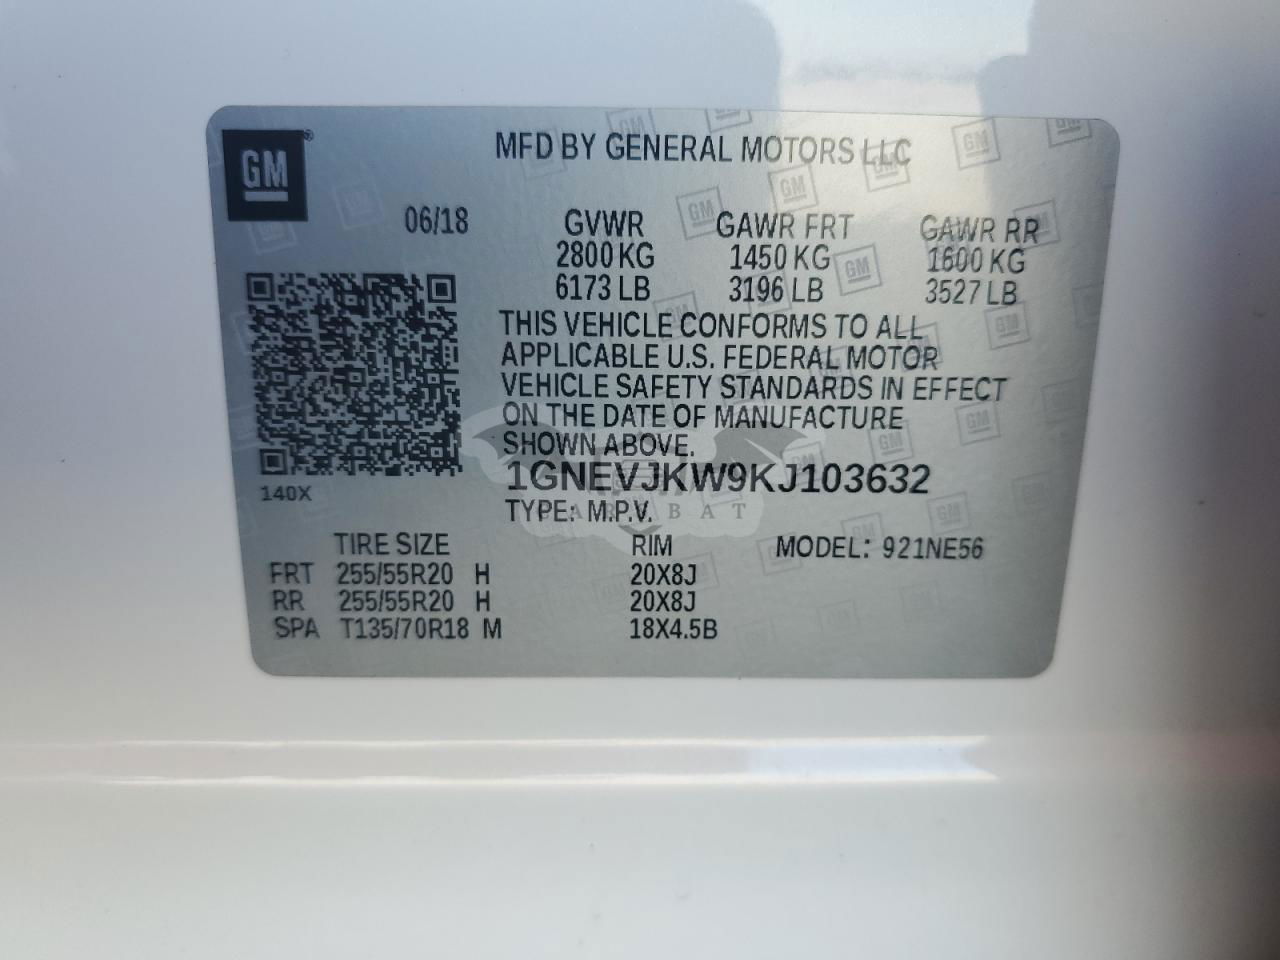 GM
MFD BY GENERAL MOTORS LLC
06/18 GVWR GAWR FRT GAWR RR
2800 KG 1450 KG 1600 KG
6173 LB 3196 LB 3527 LB
THIS VEHICLE CONFORMS TO ALL
APPLICABLE U.S. FEDERAL MOTOR
VEHICLE SAFETY STANDARDS IN EFFECT
ON THE DATE OF MANUFACTURE
SHOWN ABOVE.
140X 1GNEVJKW9KJ103632
TYPE: M.P.V.
TIRE SIZE RIM MODEL: 921NE56
FRT 255/55R20 H 20X8J
RR 255/55R20 H 20X8J
SPA T135/70R18 M 18X4.5B